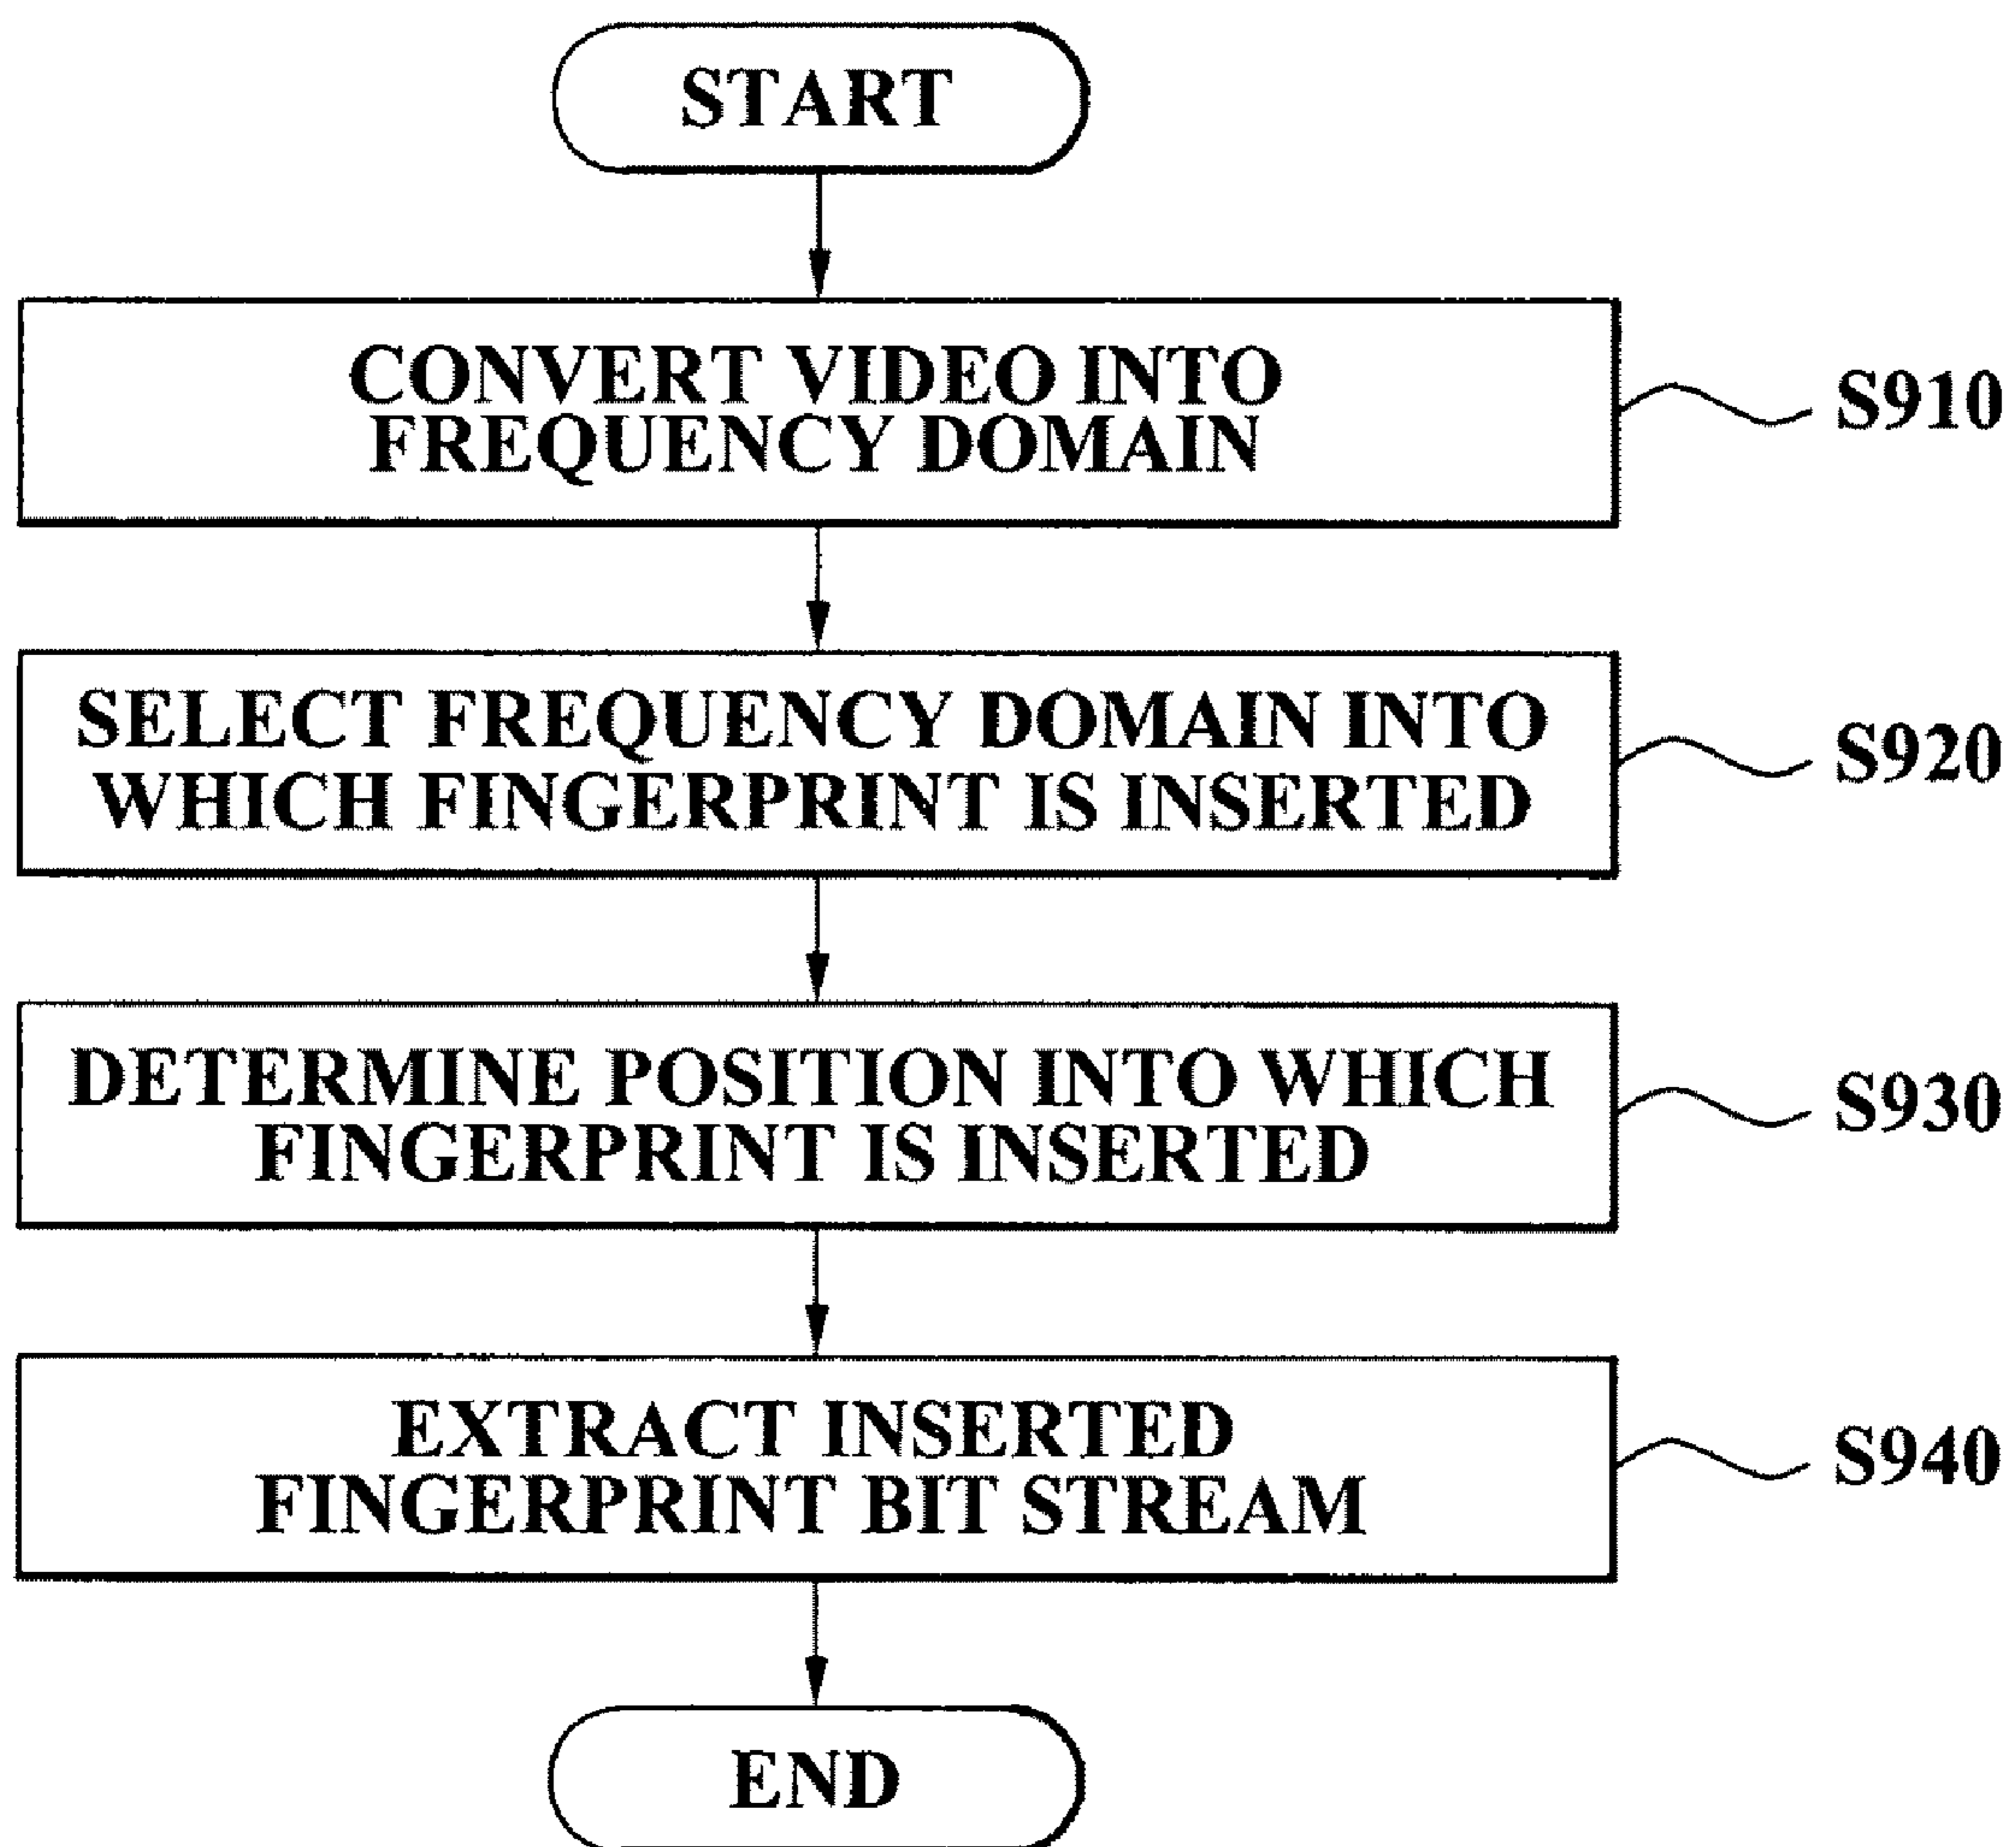 START
CONVERT VIDEO INTO
FREQUENCY DOMAIN
S910
SELECT FREQUENCY DOMAIN INTO
WHICH FINGERPRINT IS INSERTED
S920
DETERMINE POSITION INTO WHICH
FINGERPRINT IS INSERTED
S930
EXTRACT INSERTED
FINGERPRINT BIT STREAM
S940
END